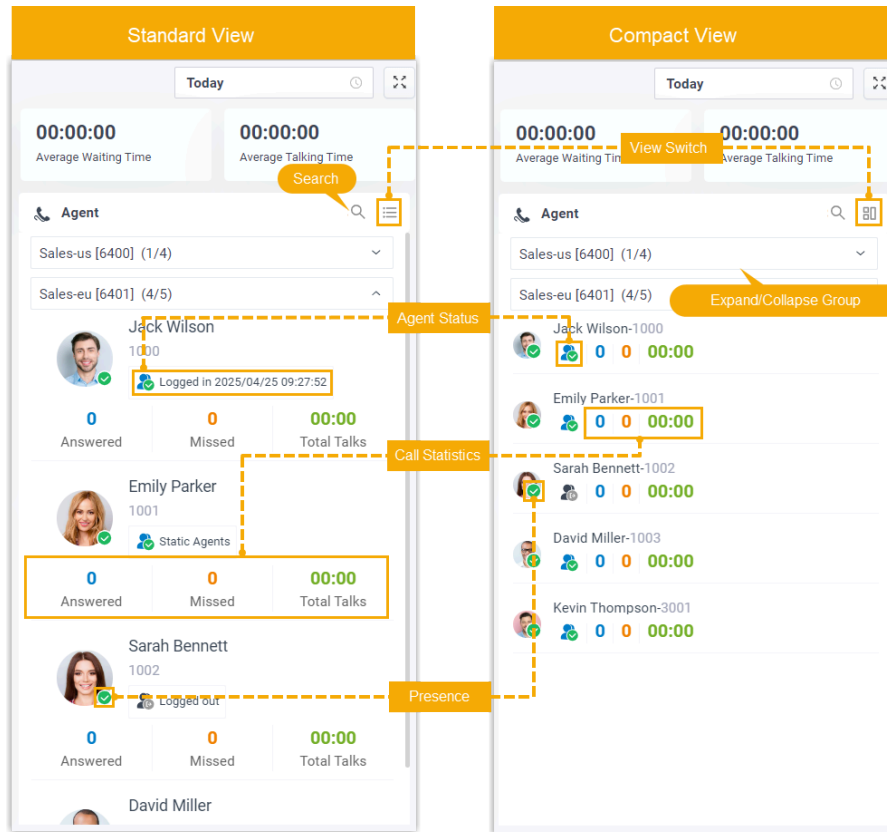 Standard View
Today
00:00:00
Average Waiting Time
00:00:00
Average Talking Time
Search
Agent
Sales-us [6400] (1/4)
Sales-eu [6401] (4/5)
Jack Wilson
1000
Logged in 2025/04/25 09:27:52
0
Answered
0
Missed
00:00
Total Talks
Emily Parker
1001
Static Agents
0
Answered
0
Missed
00:00
Total Talks
Sarah Bennett
1002
Logged out
0
Answered
0
Missed
00:00
Total Talks
David Miller
View Switch
Agent Status
Call Statistics
Presence
Compact View
Today
00:00:00
Average Waiting
00:00:00
Average Talking Time
Agent
Sales-us [6400] (1/4)
Expand/Collapse Group
Sales-eu [6401] (4/5)
Jack Wilson-1000
0 0 00:00
Emily Parker-1001
0 0 00:00
Sarah Bennett-1002
0 0 00:00
David Miller-1003
0 0 00:00
Kevin Thompson-3001
0 0 00:00